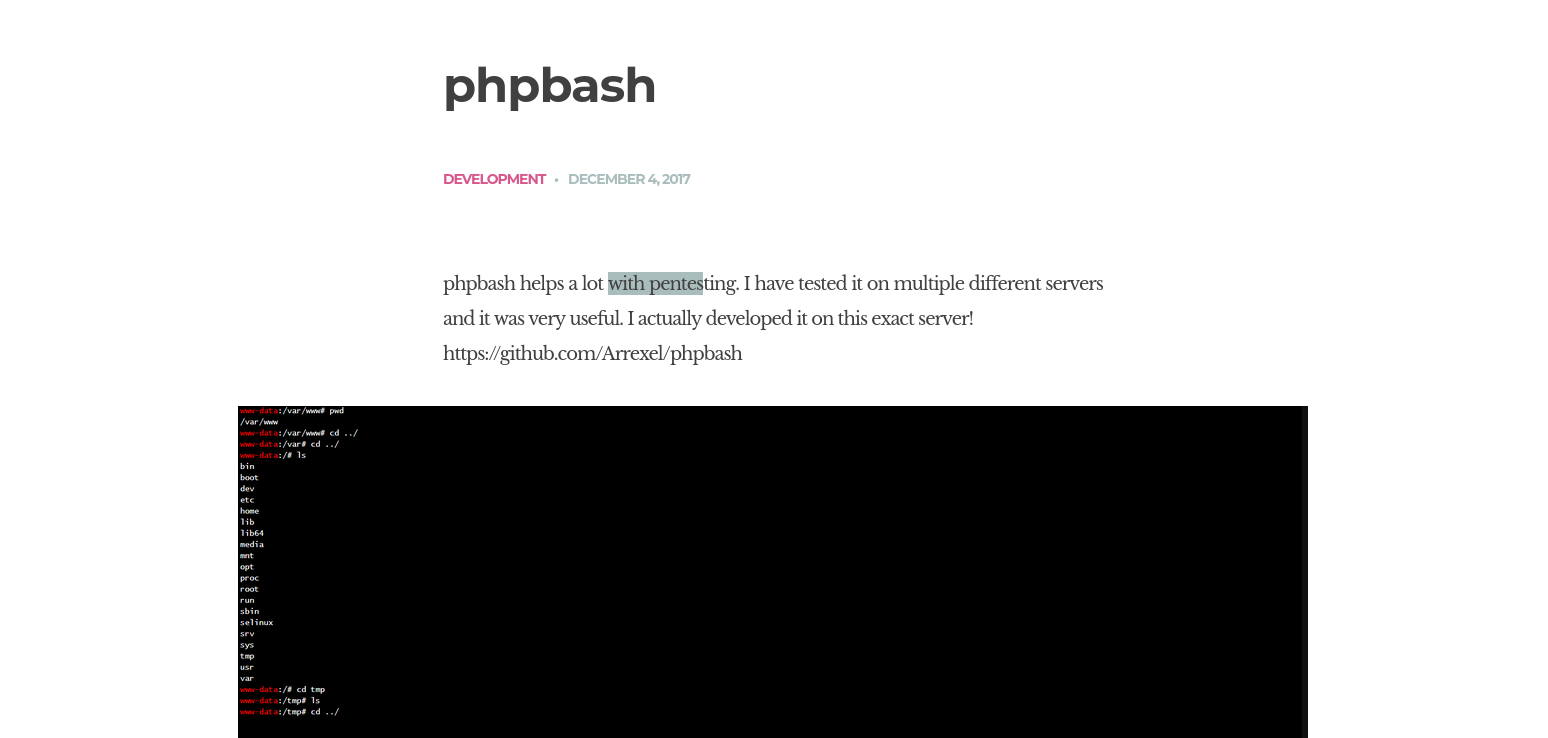 phpbash
DEVELOPMENT • DECEMBER 4, 2017
phpbash helps a lot with pentesting. I have tested it on multiple different servers
and it was very useful. I actually developed it on this exact server!
https://github.com/Arrexel/phpbash
www-data:/var/www# pwd
/var/www
www-data:/var/www# cd ../
www-data:/var# cd ../
www-data:/# ls
bin
boot
dev
etc
home
lib
lib64
media
mnt
opt
proc
root
run
sbin
selinux
srv
sys
tmp
usr
var
www-data:/# cd tmp
www-data:/tmp# ls
www-data:/tmp# cd ../